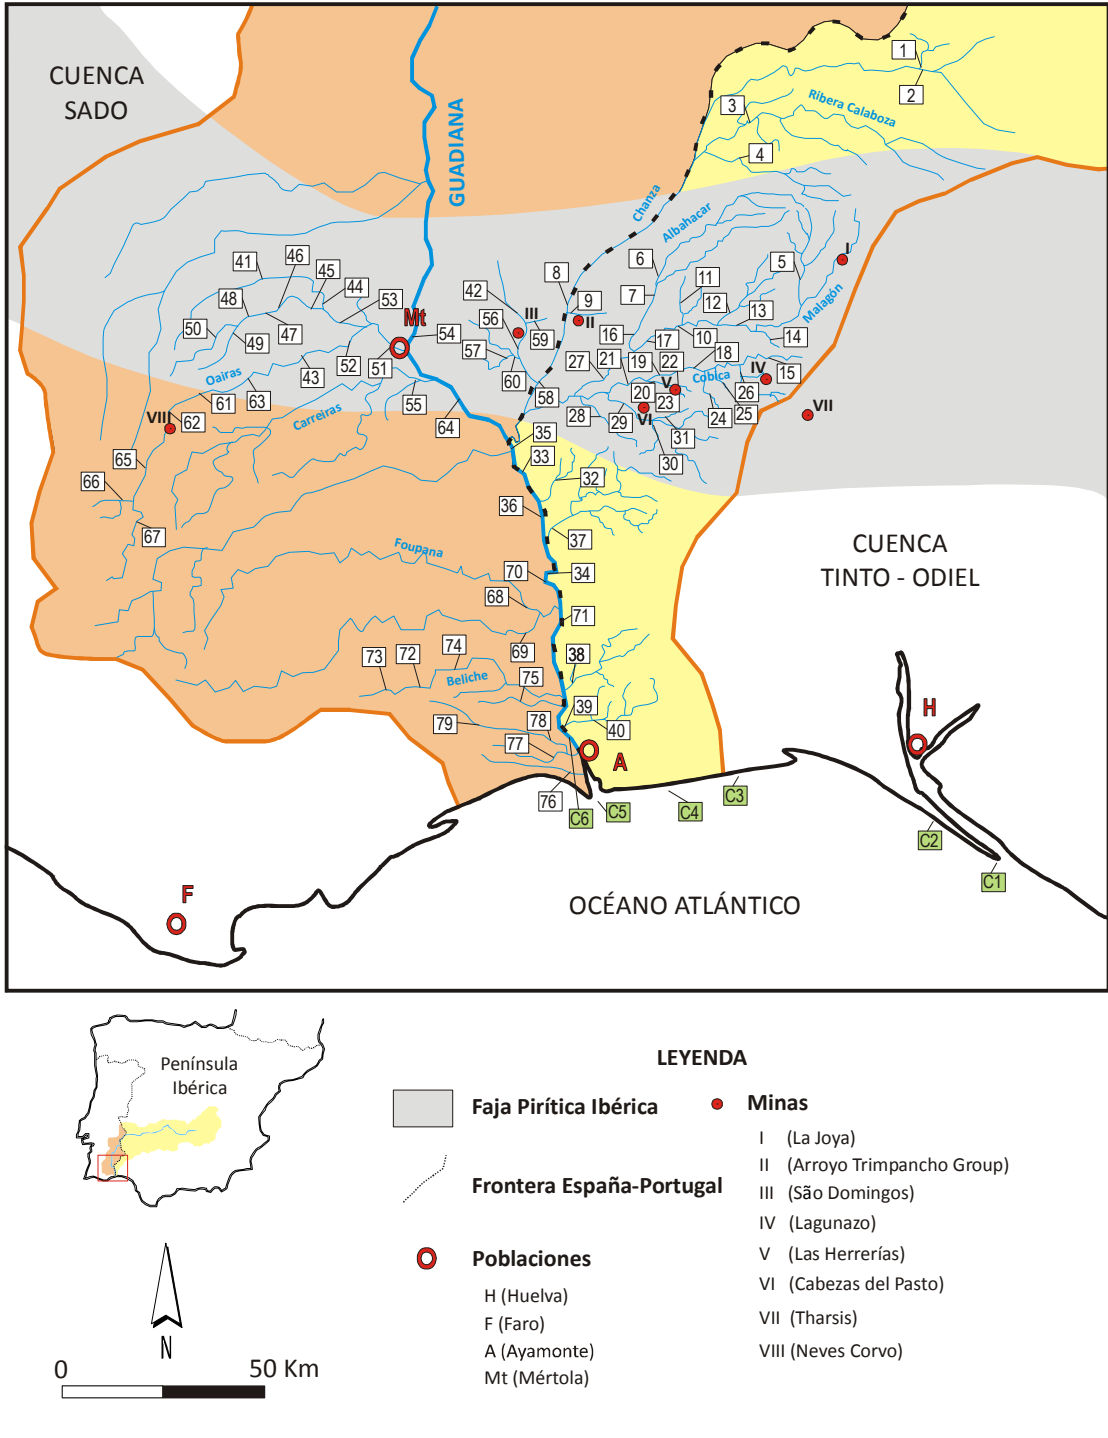 CUENCA
SADO
GUADIANA
1
2
3
Ribera Calaboza
4
Chanza
Albahacar
I
41
46
45
44
53
48
50
49
47
52
43
51
Mt
54
42
III
56
59
57
60
58
8
9
II
6
7
11
12
5
13
Malagón
14
16
17
10
18
27
21
19
22
Cobica
IV
15
V
20
23
26
24
25
VII
28
29
VI
31
30
Oairas
61
63
VIII
62
Carreiras
55
64
65
66
67
35
33
32
36
37
CUENCA
TINTO - ODIEL
Foupana
70
34
68
71
69
38
74
72
73
Beliche
75
39
40
79
78
77
76
A
C6
C5
C4
C3
H
C2
C1
F
OCÉANO ATLÁNTICO
Península
Ibérica
N
0
50 Km
LEYENDA
Faja Pirítica Ibérica
Frontera España-Portugal
Poblaciones
H (Huelva)
F (Faro)
A (Ayamonte)
Mt (Mértola)
Minas
I (La Joya)
II (Arroyo Trimpancho Group)
III (São Domingos)
IV (Lagunazo)
V (Las Herrerías)
VI (Cabezas del Pasto)
VII (Tharsis)
VIII (Neves Corvo)